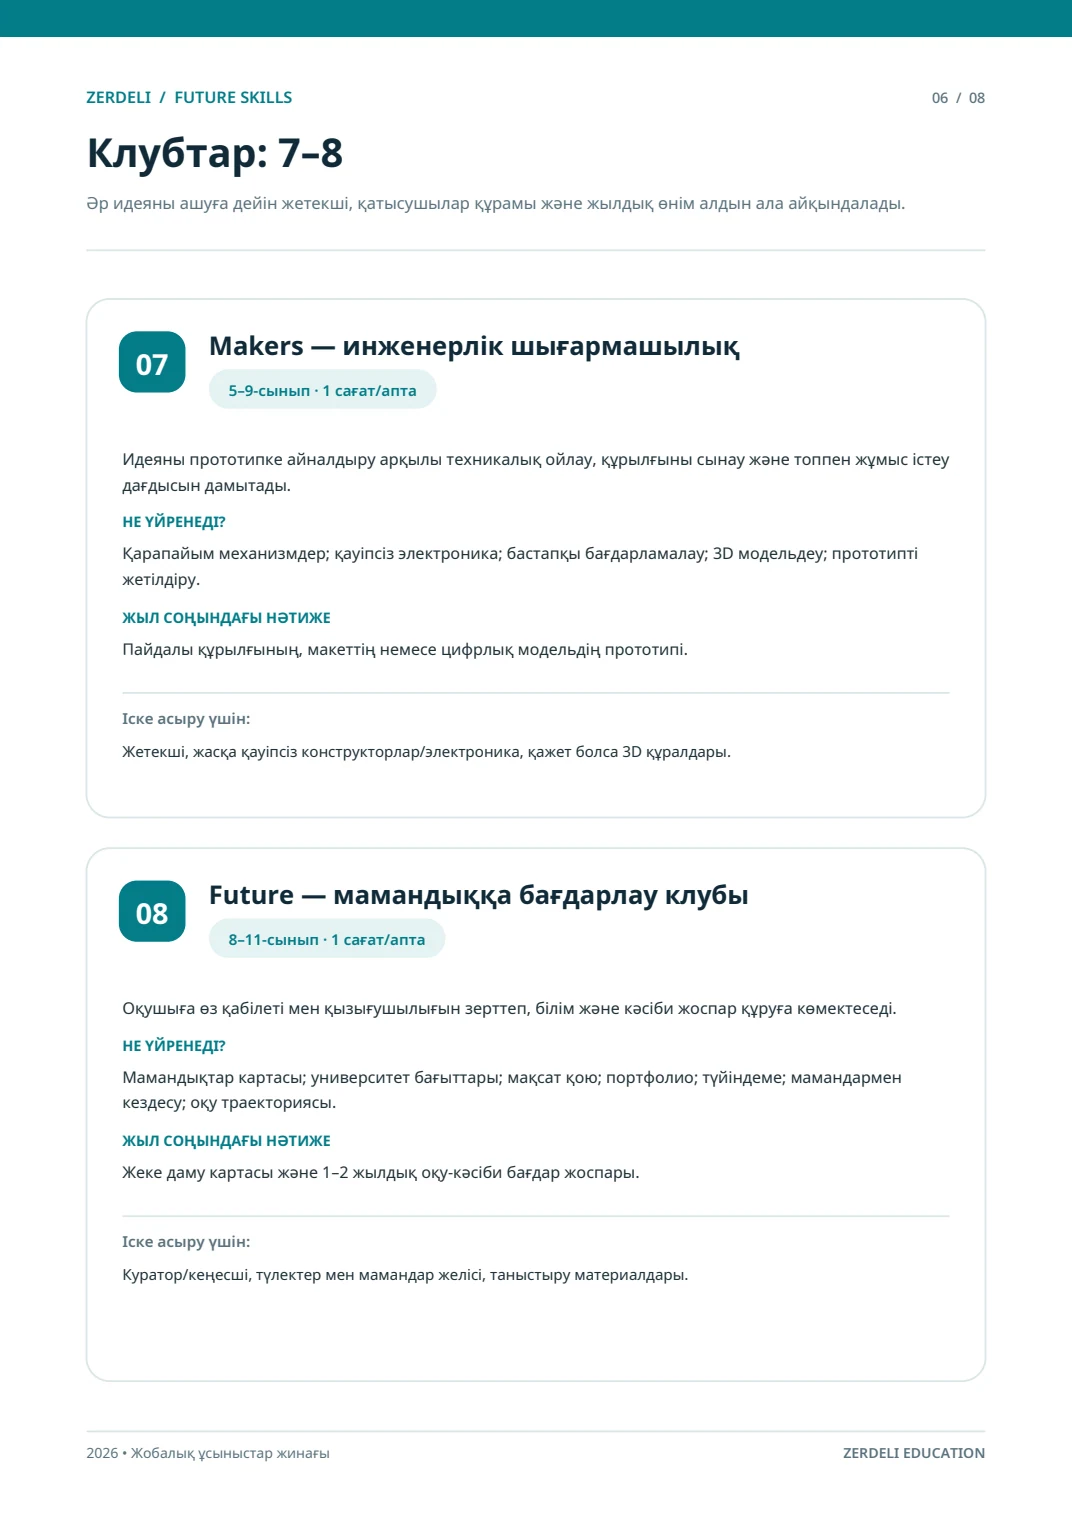 ZERDELI / FUTURE SKILLS
06 / 08
Клубтар: 7–8
Әр идеяны ашуға дейін жетекші, қатысушылар құрамы және жылдық өнім алдын ала айқындалады.
07
Makers — инженерлік шығармашылық
5–9-сынып · 1 сағат/апта
Идеяны прототипке айналдыру арқылы техникалық ойлау, құрылғыны сынау және топпен жұмыс істеу
дағдысын дамытады.
НЕ ҮЙРЕНЕДІ?
Қарапайым механизмдер; қауіпсіз электроника; бастапқы бағдарламалау; 3D модельдеу; прототипті
жетілдіру.
ЖЫЛ СОҢЫНДАҒЫ НӘТИЖЕ
Пайдалы құрылғының, макеттің немесе цифрлық модельдің прототипі.
Іске асыру үшін:
Жетекші, жасқа қауіпсіз конструкторлар/электроника, қажет болса 3D құралдары.
08
Future — мамандыққа бағдарлау клубы
8–11-сынып · 1 сағат/апта
Оқушыға өз қабілеті мен қызығушылығын зерттеп, білім және кәсіби жоспар құруға көмектеседі.
НЕ ҮЙРЕНЕДІ?
Мамандықтар картасы; университет бағыттары; мақсат қою; портфолио; түйіндеме; мамандармен
кездесу; оқу траекториясы.
ЖЫЛ СОҢЫНДАҒЫ НӘТИЖЕ
Жеке даму картасы және 1–2 жылдық оқу-кәсіби бағдар жоспары.
Іске асыру үшін:
Куратор/кеңесші, түлектер мен мамандар желісі, таныстыру материалдары.
2026 • Жобалық ұсыныстар жинағы
ZERDELI EDUCATION